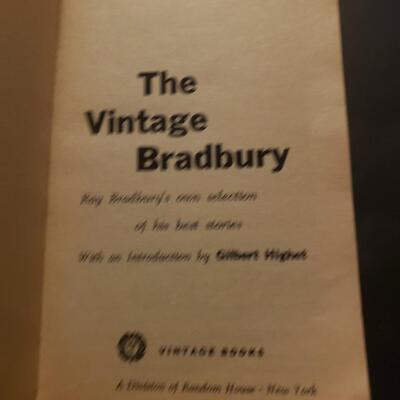 The
Vintage
Bradbury
Ray Bradbury's own selection
of his best stories
With an Introduction by Gilbert Highet
VINTAGE BOOKS
A Division of Random House · New York